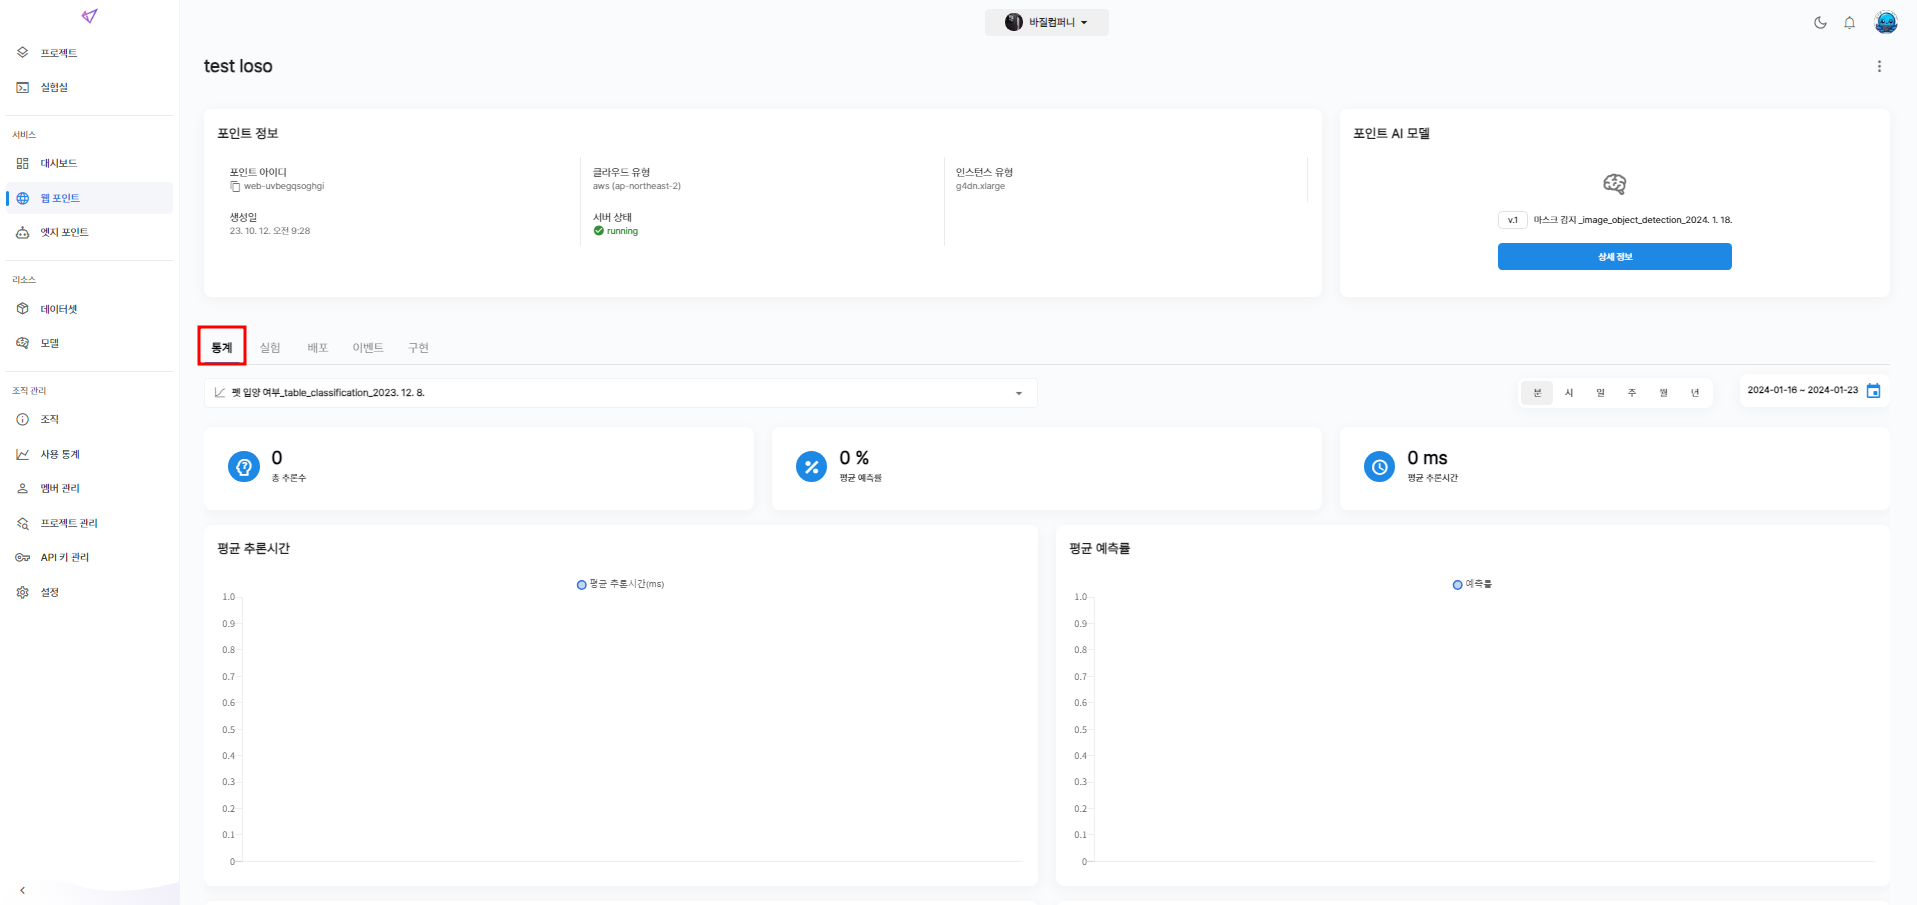 바질컴퍼니
프로젝트
실험실
서비스
대시보드
웹 포인트
엣지 포인트
리소스
데이터셋
모델
조직 관리
조직
사용 통계
멤버 관리
프로젝트 관리
API 키 관리
설정
test loso
포인트 정보
포인트 아이디
web-uvbegqsoghgi
클라우드 유형
aws (ap-northeast-2)
인스턴스 유형
g4dn.xlarge
생성일
23. 10. 12. 오전 9:28
서버 상태
running
포인트 AI 모델
v.1 마스크 감지 _image_object_detection_2024. 1. 18.
상세 정보
통계 실험 배포 이벤트 구현
펫 입양 여부_table_classification_2023. 12. 8.
분 시 일 주 월 년
2024-01-16 ~ 2024-01-23
0
총 추론수
0 %
평균 예측률
0 ms
평균 추론시간
평균 추론시간
평균 추론시간(ms)
1.0
0.9
0.8
0.7
0.6
0.5
0.4
0.3
0.2
0.1
0
평균 예측률
예측률
1.0
0.9
0.8
0.7
0.6
0.5
0.4
0.3
0.2
0.1
0